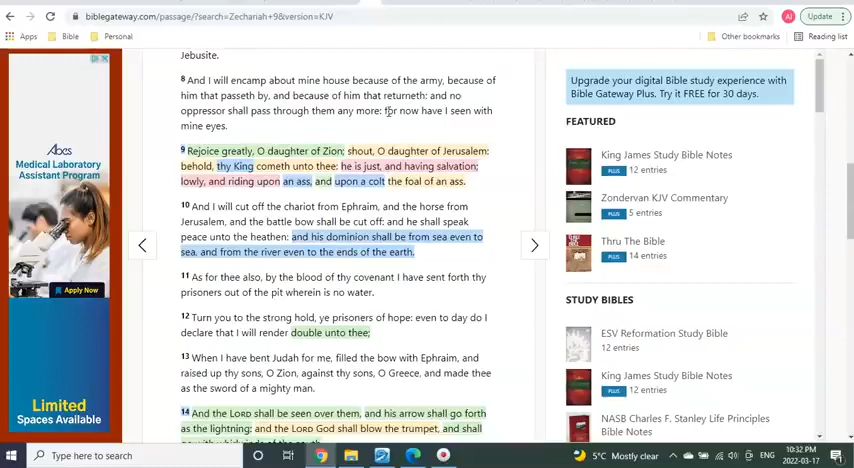 biblegateway.com/passage/?search=Zechariah+9&version=KJV
AI
Update
Apps
Bible
Personal
Other bookmarks
Reading list
Jebusite.
8 And I will encamp about mine house because of the army, because of
him that passeth by, and because of him that returneth: and no
oppressor shall pass through them any more: for now have I seen with
mine eyes.
9 Rejoice greatly, O daughter of Zion; shout, O daughter of Jerusalem:
behold, thy King cometh unto thee: he is just, and having salvation;
lowly, and riding upon an ass, and upon a colt the foal of an ass.
10 And I will cut off the chariot from Ephraim, and the horse from
Jerusalem, and the battle bow shall be cut off: and he shall speak
peace unto the heathen: and his dominion shall be from sea even to
sea, and from the river even to the ends of the earth.
11 As for thee also, by the blood of thy covenant I have sent forth thy
prisoners out of the pit wherein is no water.
12 Turn you to the strong hold, ye prisoners of hope: even to day do I
declare that I will render double unto thee;
13 When I have bent Judah for me, filled the bow with Ephraim, and
raised up thy sons, O Zion, against thy sons, O Greece, and made thee
as the sword of a mighty man.
14 And the LORD shall be seen over them, and his arrow shall go forth
as the lightning: and the LORD God shall blow the trumpet, and shall
Abes
Medical Laboratory
Assistant Program
Apply Now
Limited
Spaces Available
Upgrade your digital Bible study experience with
Bible Gateway Plus. Try it FREE for 30 days.
FEATURED
King James Study Bible Notes
PLUS 12 entries
Zondervan KJV Commentary
PLUS 5 entries
Thru The Bible
PLUS 14 entries
STUDY BIBLES
ESV Reformation Study Bible
12 entries
King James Study Bible Notes
PLUS 12 entries
NASB Charles F. Stanley Life Principles
Bible Notes
Type here to search
5°C Mostly clear
ENG
10:32 PM
2022-03-17